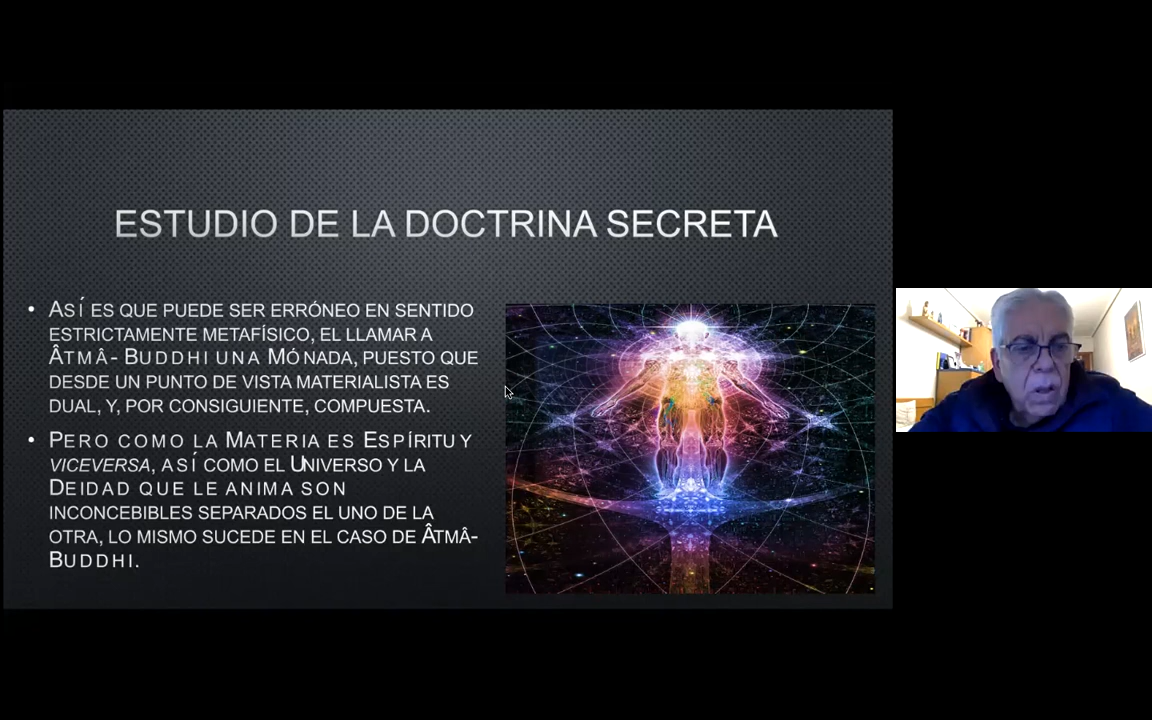 ESTUDIO DE LA DOCTRINA SECRETA
• ASÍ ES QUE PUEDE SER ERRÓNEO EN SENTIDO
ESTRICTAMENTE METAFÍSICO, EL LLAMAR A
ÂTMÂ- BUDDHI UNA MÓNADA, PUESTO QUE
DESDE UN PUNTO DE VISTA MATERIALISTA ES
DUAL, Y, POR CONSIGUIENTE, COMPUESTA.
• PERO COMO LA MATERIA ES ESPÍRITU Y
VICEVERSA, ASÍ COMO EL UNIVERSO Y LA
DEIDAD QUE LE ANIMA SON
INCONCEBIBLES SEPARADOS EL UNO DE LA
OTRA, LO MISMO SUCEDE EN EL CASO DE ÂTMÂ-
BUDDHI.